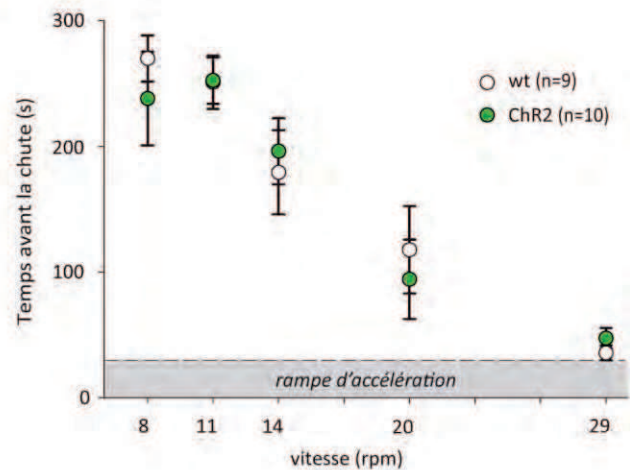 300
200
100
0
Temps avant la chute (s)
wt (n=9)
ChR2 (n=10)
rampe d'accélération
8 11 14 20 29
vitesse (rpm)